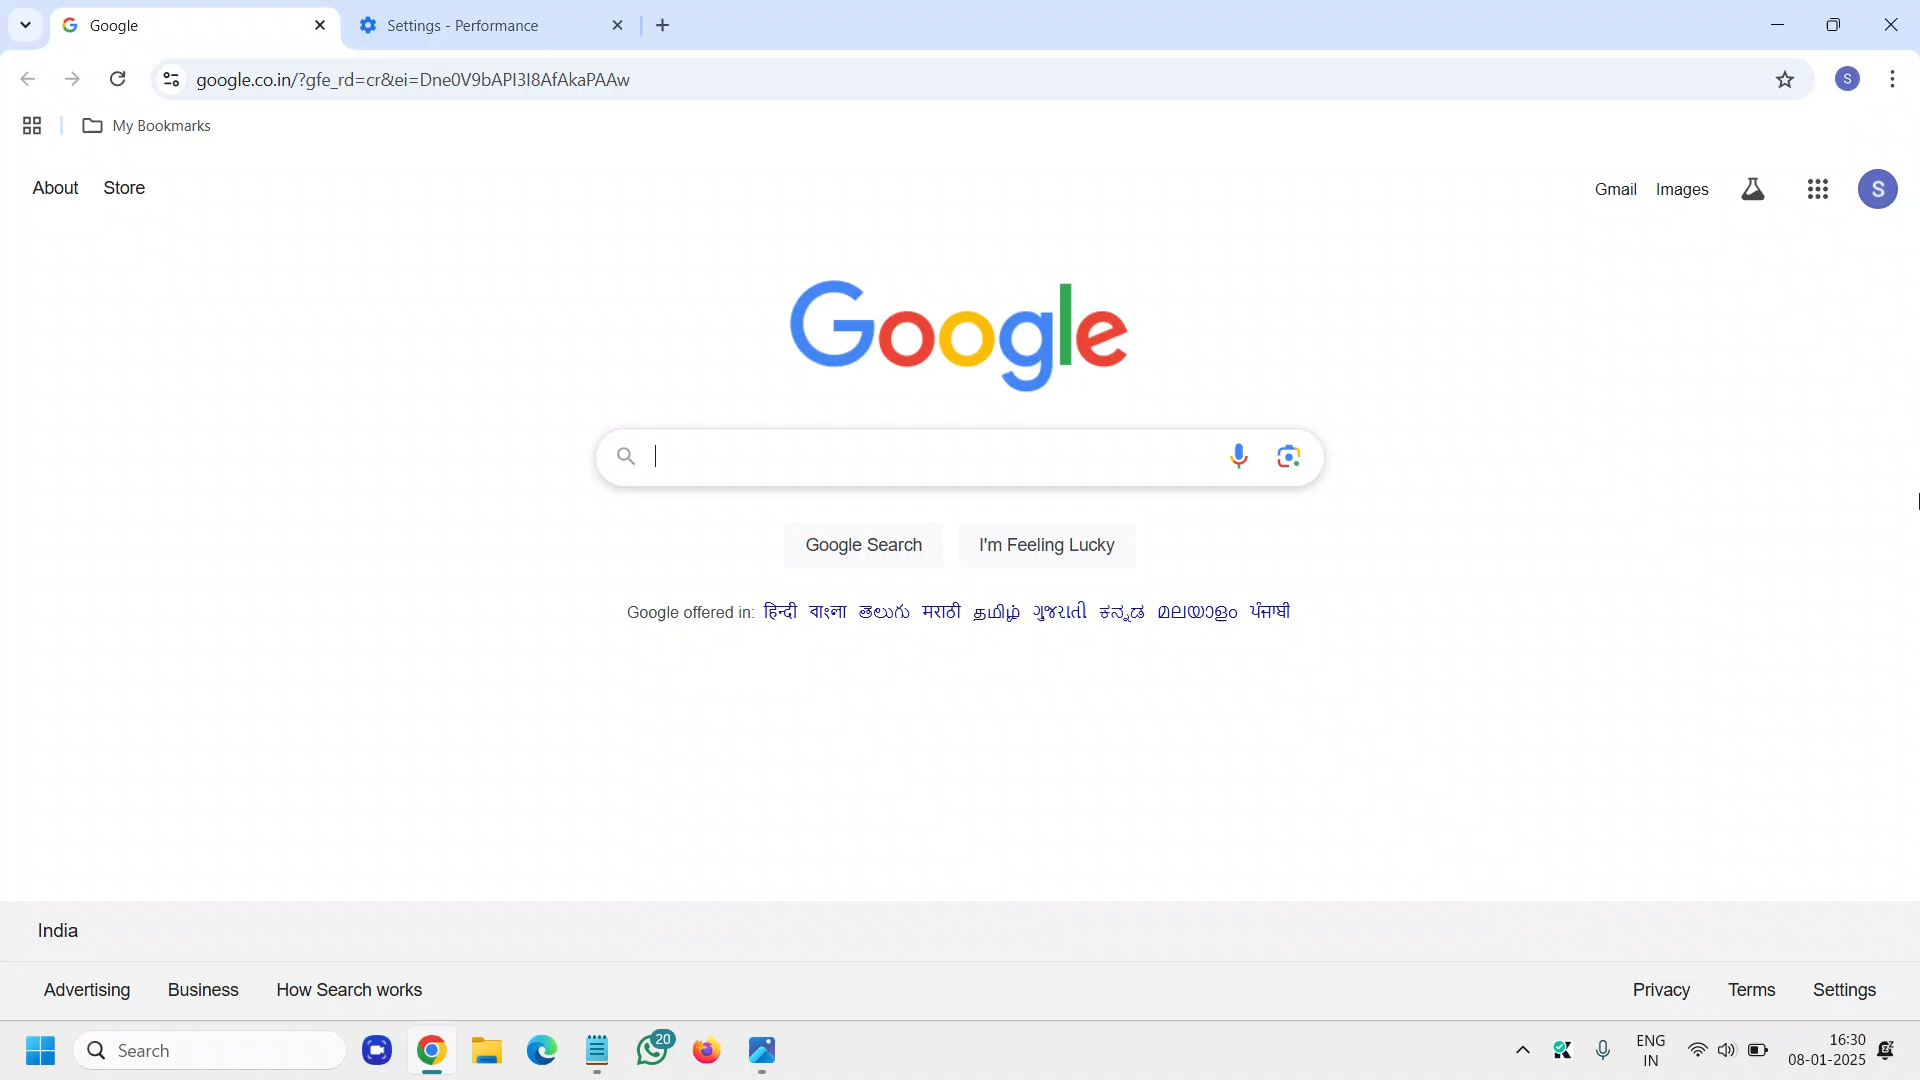 Google
Settings - Performance
google.co.in/?gfe_rd=cr&ei=Dne0V9bAPI3I8AfAkaPAAw
S
My Bookmarks
About Store
Gmail Images S
Google
Google Search I'm Feeling Lucky
Google offered in: हिन्दी বাংলা తెలుగు मराठी தமிழ் ગુજરાતી ಕನ್ನಡ മലയാളം ਪੰਜਾਬੀ
India
Advertising Business How Search works Privacy Terms Settings
Search 20 ENG 16:30
IN 08-01-2025